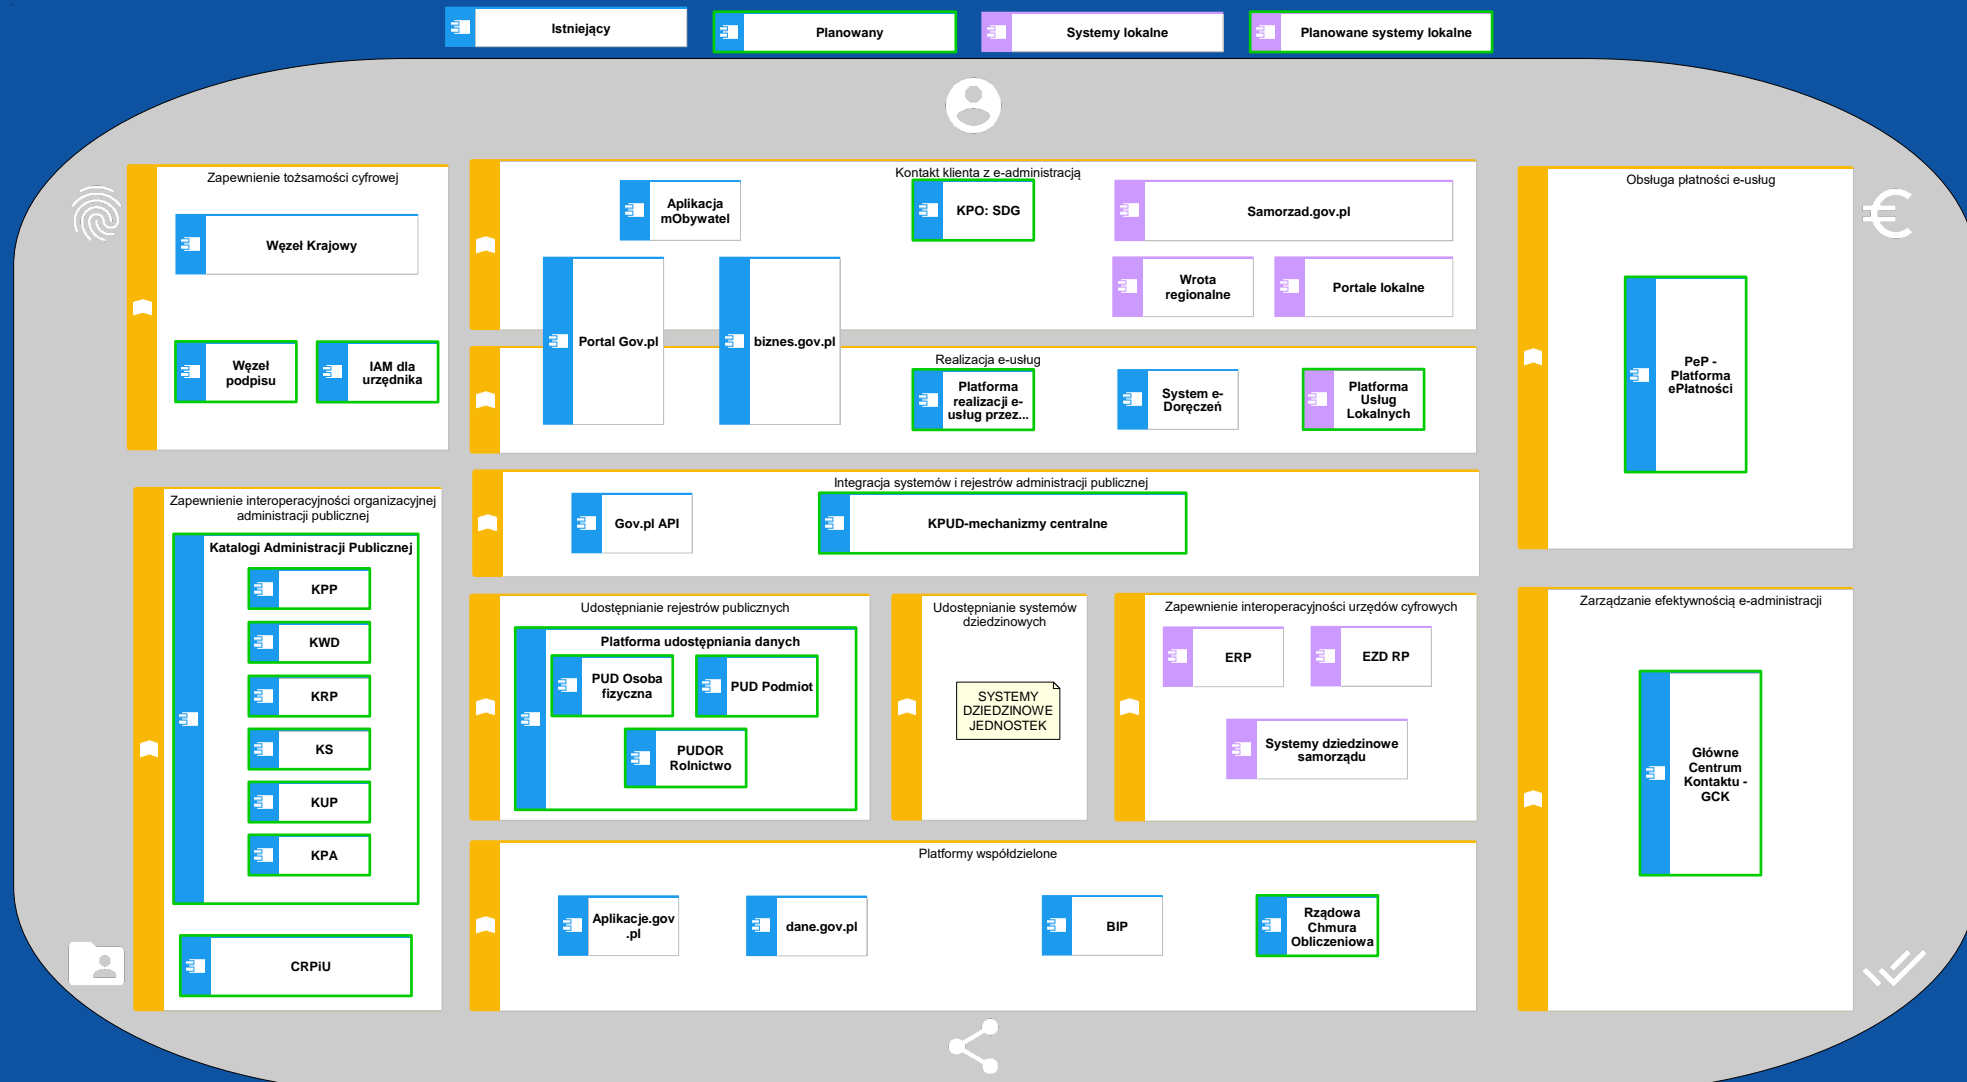 Istniejący
Planowany
Systemy lokalne
Planowane systemy lokalne
Zapewnienie tożsamości cyfrowej
Węzeł Krajowy
Węzeł
podpisu
IAM dla
urzędnika
Kontakt klienta z e-administracją
Aplikacja
mObywatel
KPO: SDG
Samorzad.gov.pl
Wrota
regionalne
Portale lokalne
Portal Gov.pl
biznes.gov.pl
Realizacja e-usług
Platforma
realizacji e-
usług przez...
System e-
Doręczeń
Platforma
Usług
Lokalnych
Obsługa płatności e-usług
PeP -
Platforma
ePłatności
Zapewnienie interoperacyjności organizacyjnej
administracji publicznej
Katalogi Administracji Publicznej
KPP
KWD
KRP
KS
KUP
KPA
CRPiU
Integracja systemów i rejestrów administracji publicznej
Gov.pl API
KPUD-mechanizmy centralne
Udostępnianie rejestrów publicznych
Platforma udostępniania danych
PUD Osoba
fizyczna
PUD Podmiot
PUDOR
Rolnictwo
Udostępnianie systemów
dziedzinowych
SYSTEMY
DZIEDZINOWE
JEDNOSTEK
Zapewnienie interoperacyjności urzędów cyfrowych
ERP
EZD RP
Systemy dziedzinowe
samorządu
Zarządzanie efektywnością e-administracji
Główne
Centrum
Kontaktu -
GCK
Platformy współdzielone
Aplikacje.gov
.pl
dane.gov.pl
BIP
Rządowa
Chmura
Obliczeniowa